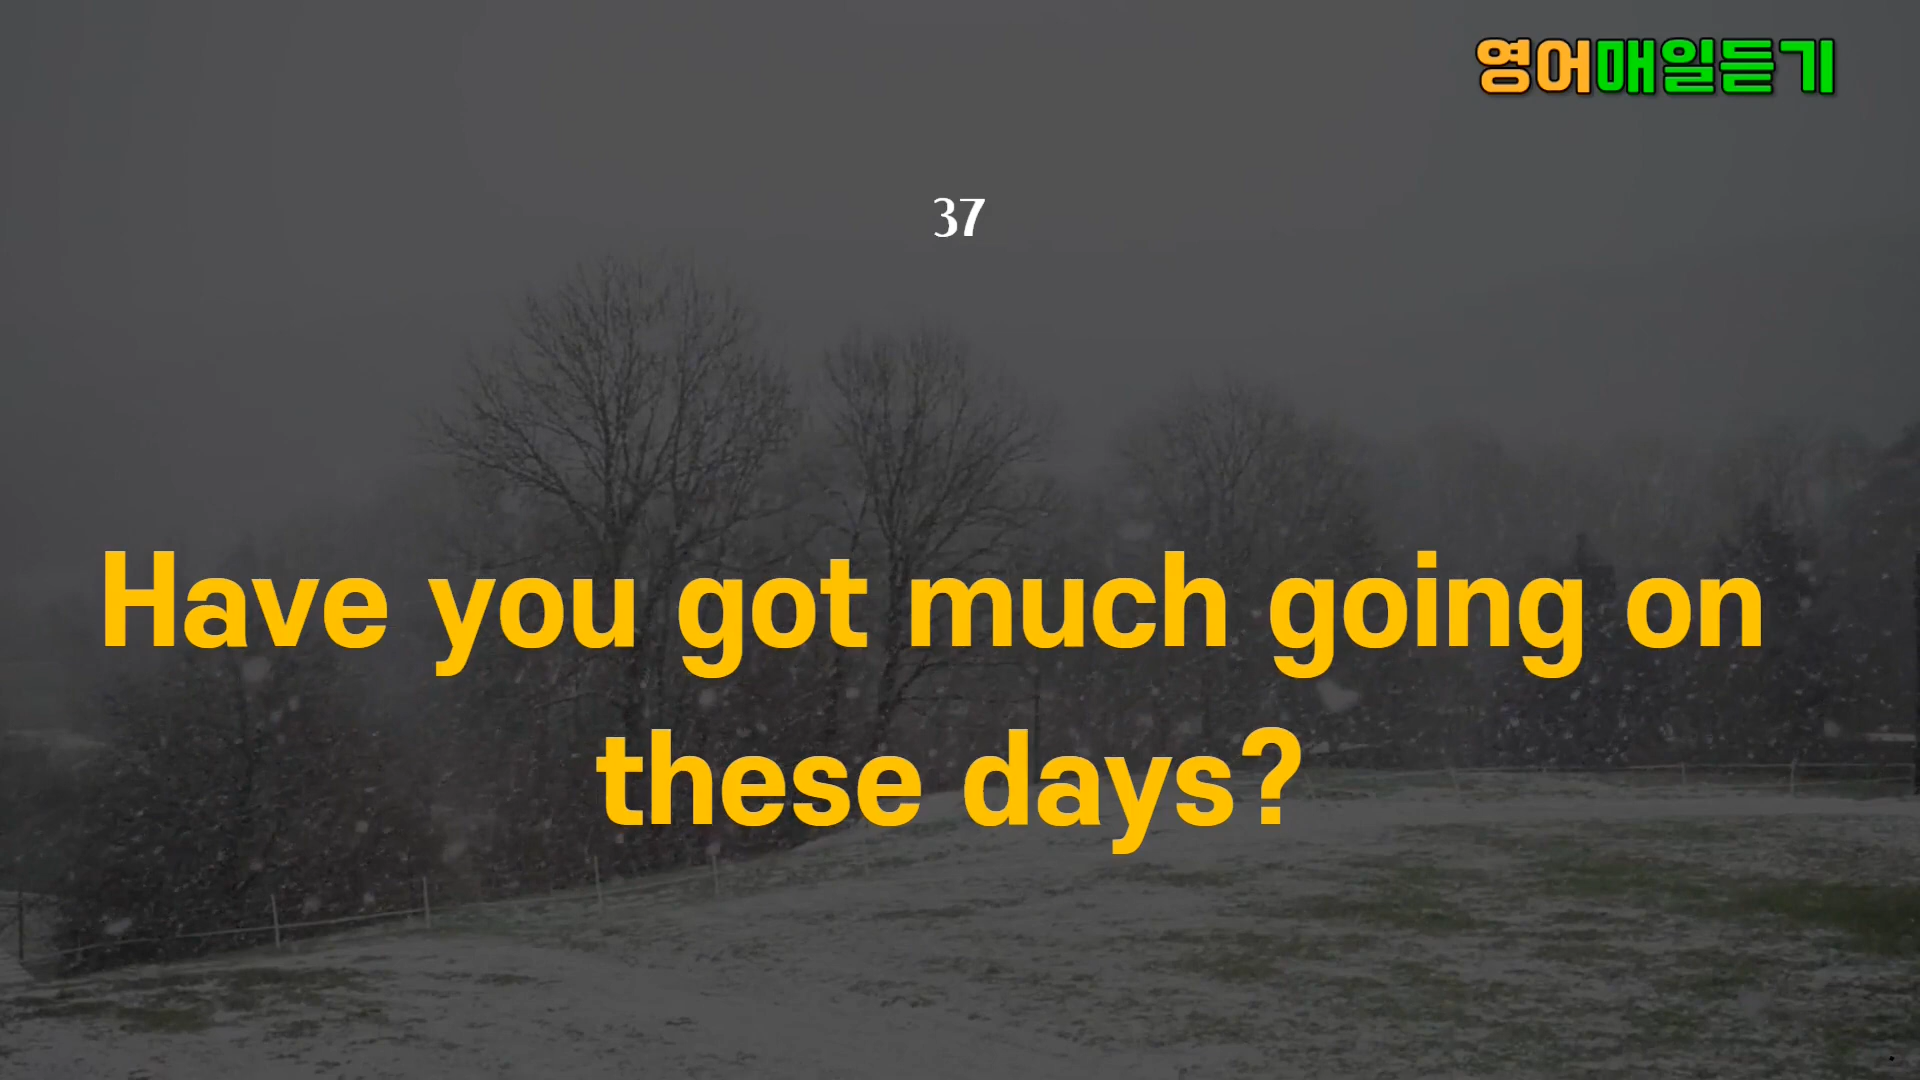 영어매일듣기
37
Have you got much going on
these days?